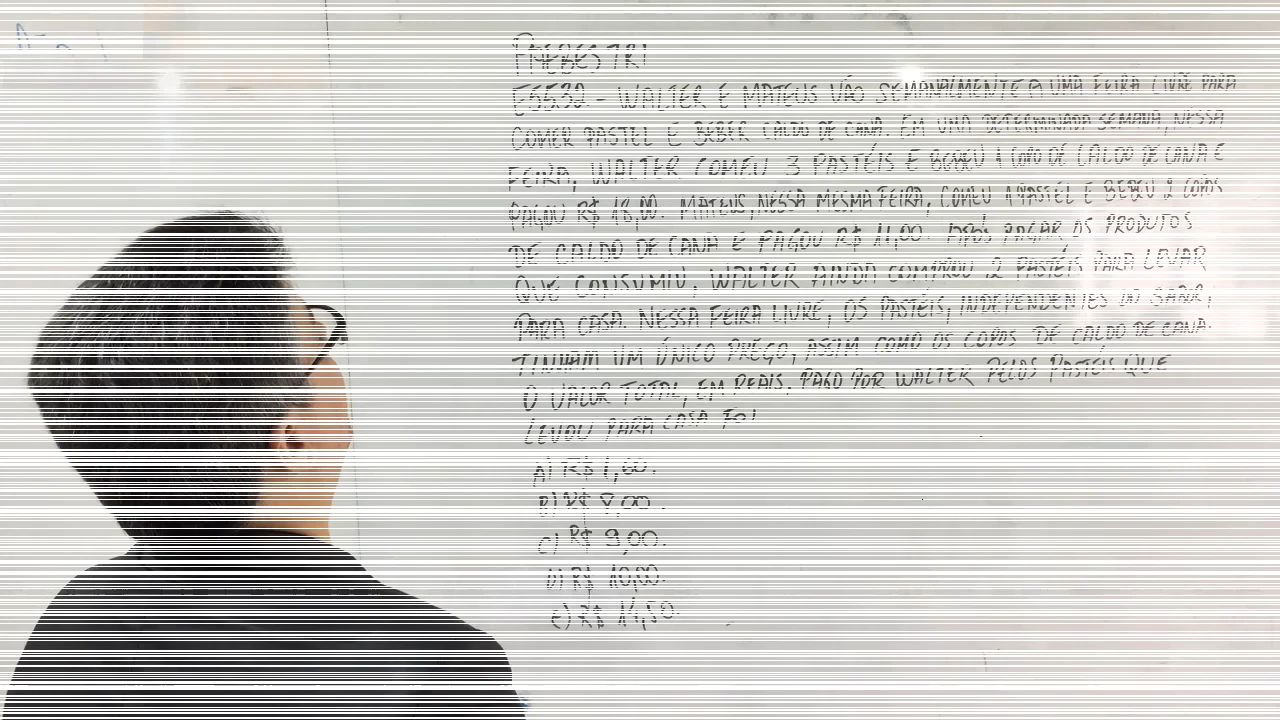 E5532 - WALTER E MATEUS VÃO SEMANALMENTE A UMA FEIRA LIVRE PARA
COMER PASTEL E BEBER CALDO DE CANA. EM UMA DETERMINADA SEMANA, NESSA
FEIRA, WALTER COMEU 3 PASTÉIS E BEBEU 1 COPO DE CALDO DE CANA E
PAGOU R$ 18,00. MATEUS, NESSA MESMA FEIRA, COMEU 1 PASTEL E BEBEU 2 COPOS
DE CALDO DE CANA E PAGOU R$ 11,00. APÓS PAGAR OS PRODUTOS
QUE CONSUMIU, WALTER AINDA COMPROU 2 PASTÉIS PARA LEVAR
PARA CASA. NESSA FEIRA LIVRE, OS PASTÉIS, INDEPENDENTES DO SABOR,
TINHAM UM ÚNICO PREÇO, ASSIM COMO OS COPOS DE CALDO DE CANA.
O VALOR TOTAL, EM REAIS, PAGO POR WALTER PELOS PASTÉIS QUE
LEVOU PARA CASA FOI
A) R$ ,60.
B) R$ ,00.
C) R$ 9,00.
D) R$ 10,00.
E) R$ 14,50.